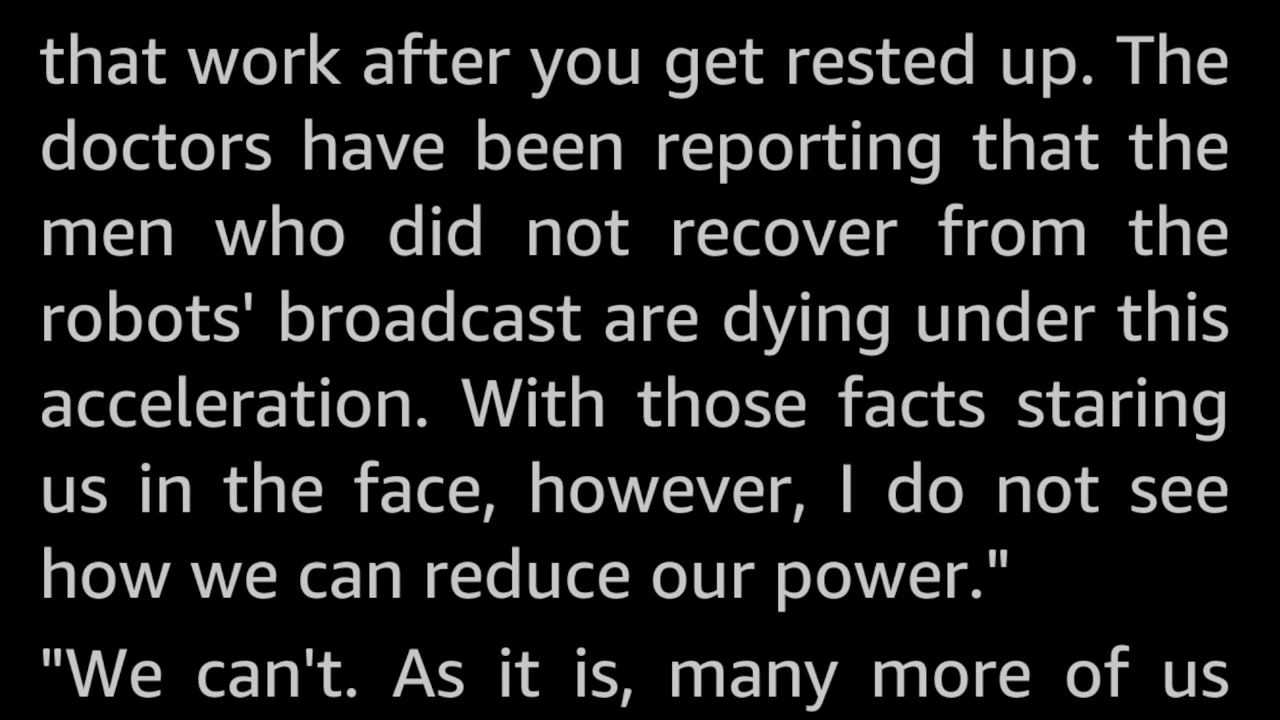 that work after you get rested up. The
doctors have been reporting that the
men who did not recover from the
robots' broadcast are dying under this
acceleration. With those facts staring
us in the face, however, I do not see
how we can reduce our power."
"We can't. As it is, many more of us